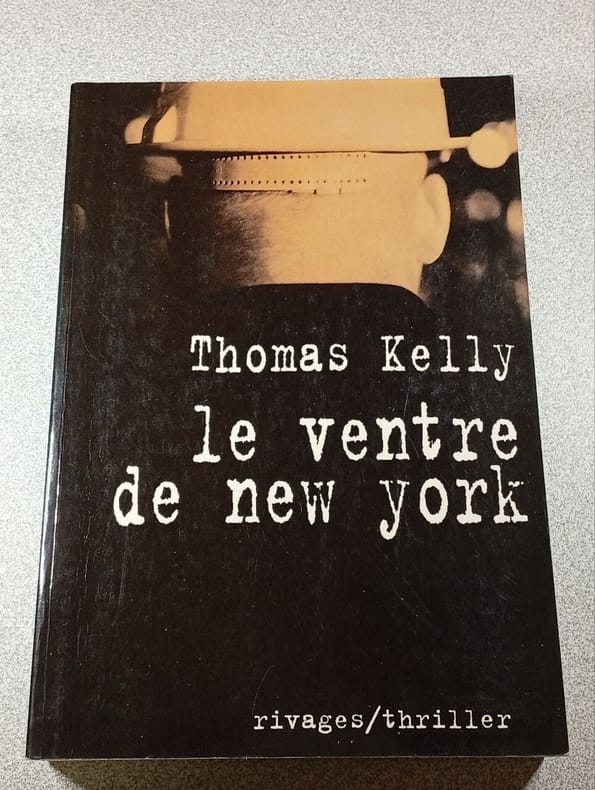 Thomas Kelly
le ventre
de new york
rivages/thriller